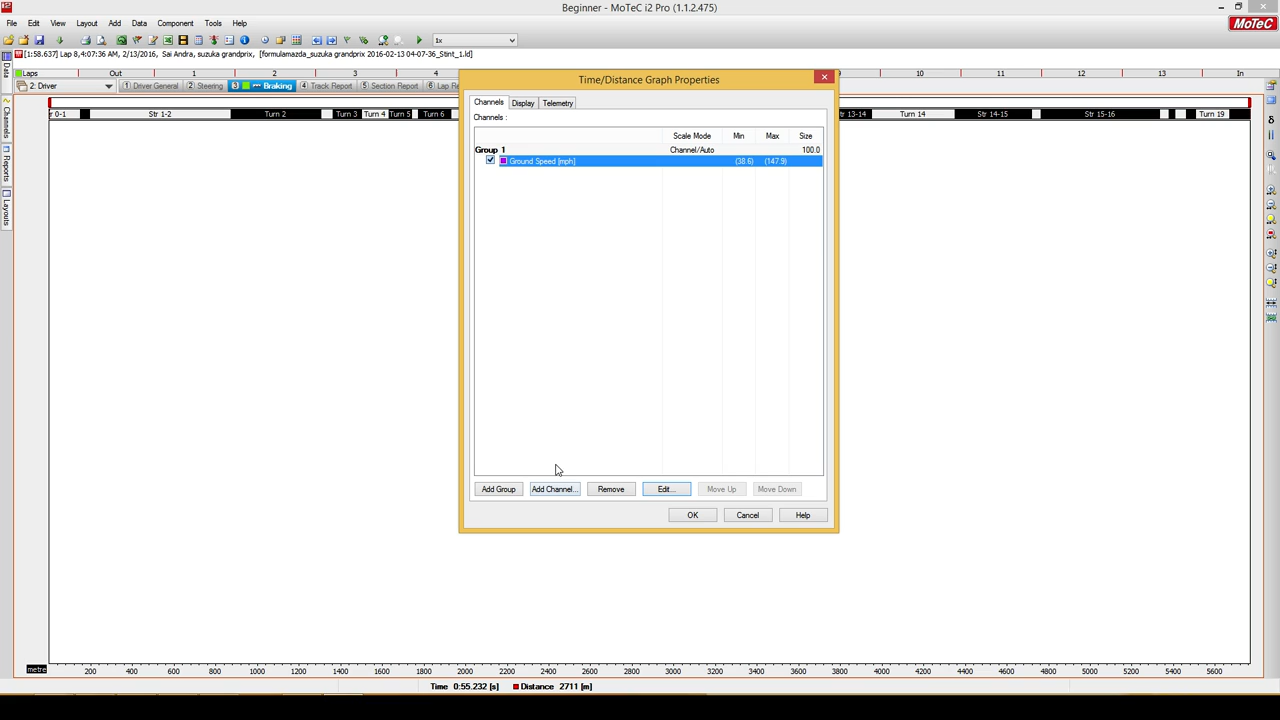 Beginner - MoTeC i2 Pro (1.1.2.475)
File Edit View Layout Add Data Component Tools Help
MoTeC
1x
[1:58.637] Lap 8,4:07:36 AM, 2/13/2016, Sai Andra, suzuka grandprix, [formulamazda_suzuka grandprix 2016-02-13 04-07-36_Stint_1.ld]
Laps Out 1 2 3 4 9 10 11 12 13 In
2: Driver 1 Driver General 2 Steering 3 Braking 4 Track Report 5 Section Report 6 Lap Re
r 0-1 Str 1-2 Turn 2 Turn 3 Turn 4 Turn 5 Turn 6 tr 13-14 Turn 14 Str 14-15 Str 15-16 Turn 19
Data
Channels
Reports
Layouts
Time/Distance Graph Properties
Channels Display Telemetry
Channels :
Scale Mode Min Max Size
Group 1 Channel/Auto 100.0
Ground Speed [mph] (38.6) (147.9)
Add Group Add Channel... Remove Edit... Move Up Move Down
OK Cancel Help
metre 200 400 600 800 1000 1200 1400 1600 1800 2000 2200 2400 2600 2800 3000 3200 3400 3600 3800 4000 4200 4400 4600 4800 5000 5200 5400 5600
Time 0:55.232 [s] Distance 2711 [m]